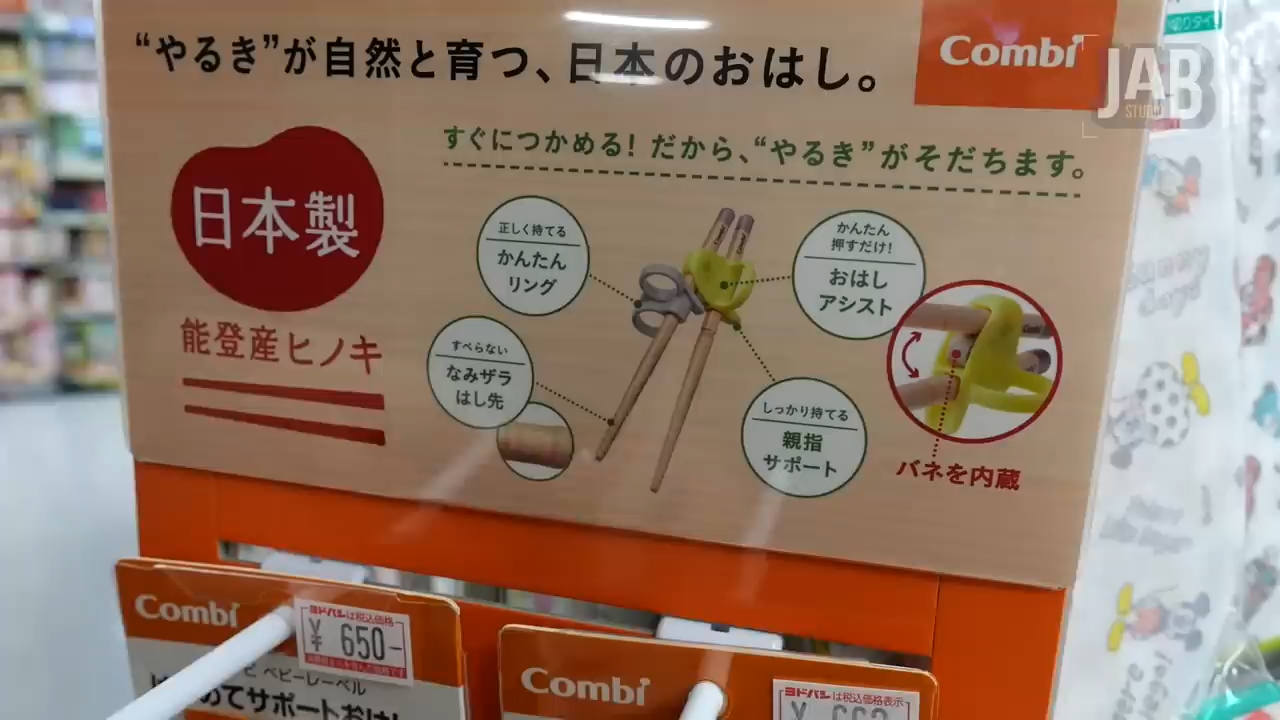 “やるき”が自然と育つ、日本のおはし。
Combi
JAB
STUDIO
すぐにつかめる! だから、“やるき”がそだちます。
日本製
能登産ヒノキ
正しく持てる
かんたん
リング
かんたん
押すだけ!
おはし
アシスト
すべらない
なみザラ
はし先
しっかり持てる
親指
サポート
バネを内蔵
Combi
ヨドバシは税込価格
¥ 650-
ベビーレーベル
めてサポートおはし
Combi
ヨドバシは税込価格表示